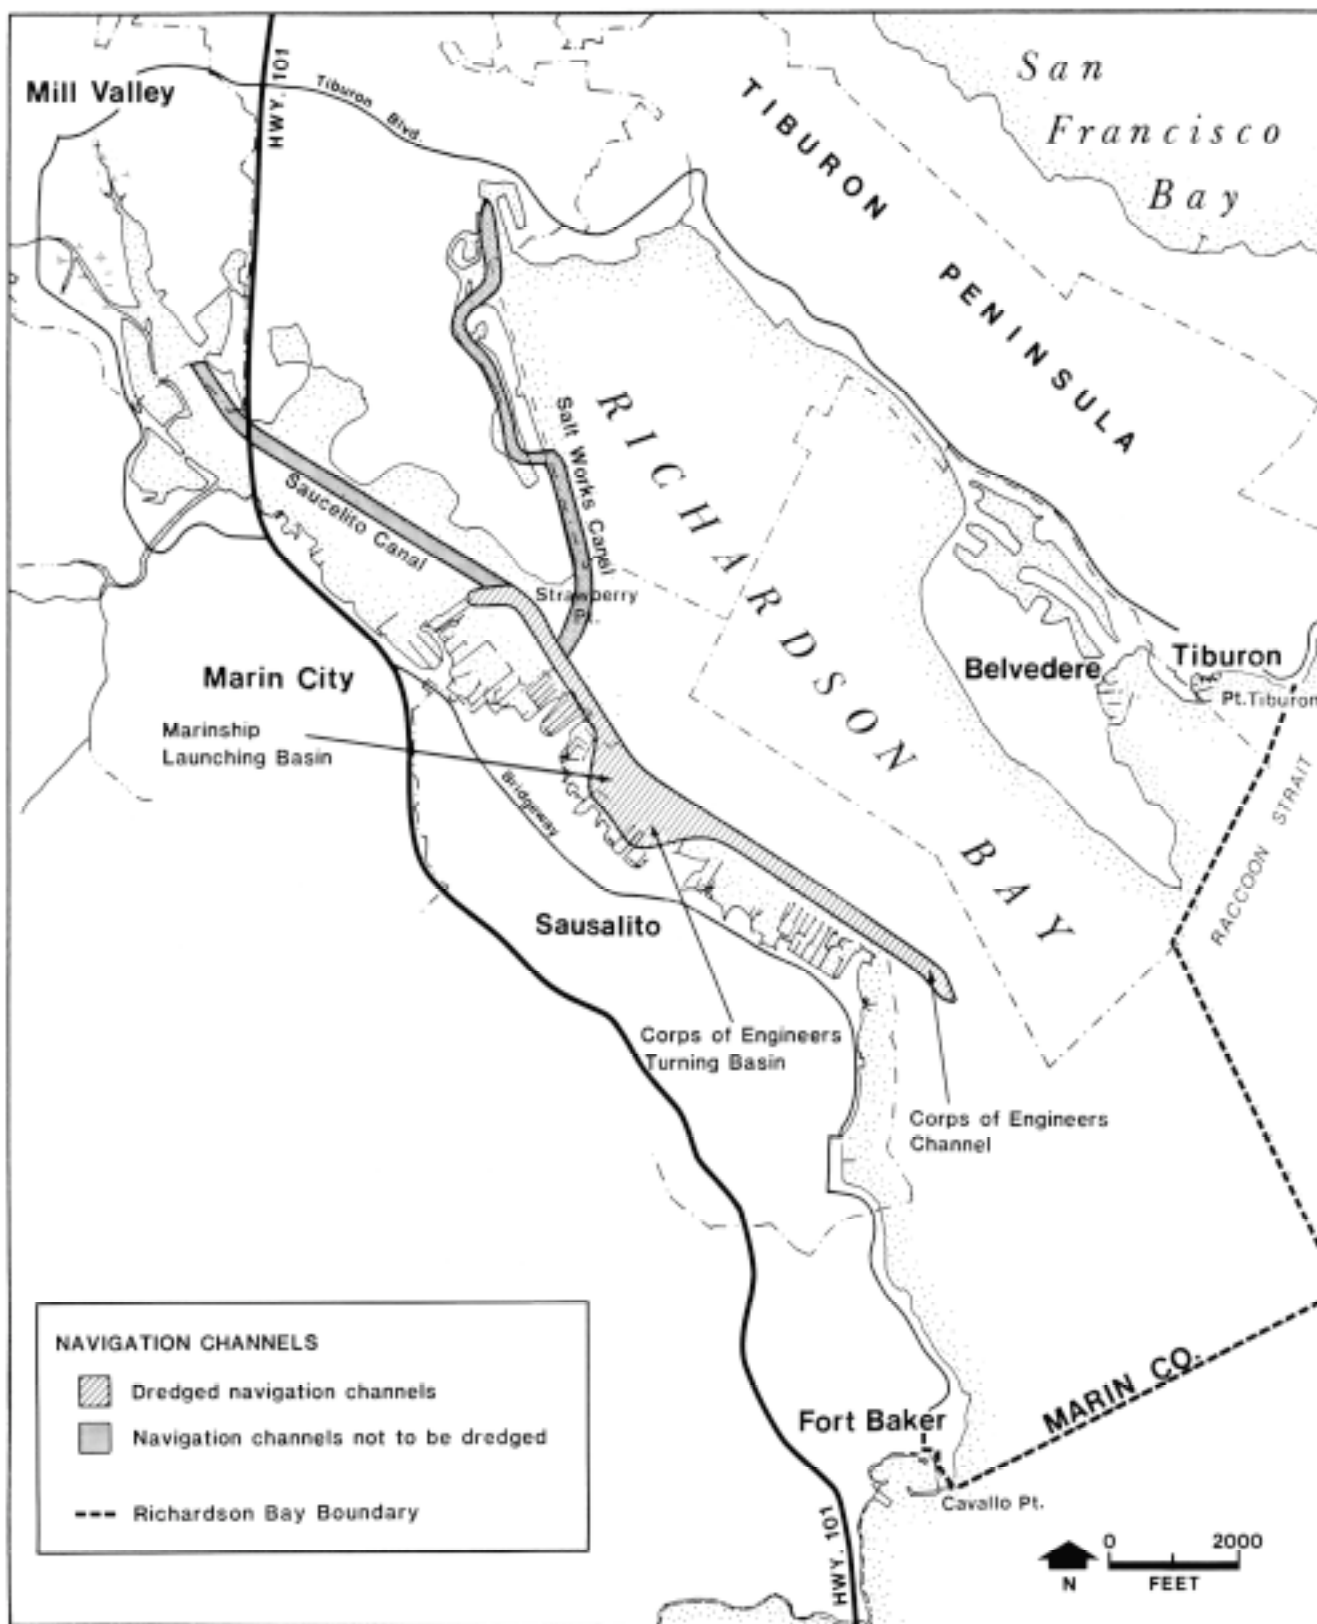 San
Francisco
Bay
Mill Valley
HWY. 101
Tiburon Blvd.
TIBURON PENINSULA
RICHARDSON BAY
Salt Works Canal
Saucelito Canal
Strawberry
Marin City
Belvedere
Tiburon
Pt. Tiburon
Marinship
Launching Basin
Bridgeway
RACCOON STRAIT
Sausalito
Corps of Engineers
Turning Basin
Corps of Engineers
Channel
NAVIGATION CHANNELS
Dredged navigation channels
Navigation channels not to be dredged
Richardson Bay Boundary
MARIN CO.
Fort Baker
Cavallo Pt.
HWY. 101
0 2000
N FEET